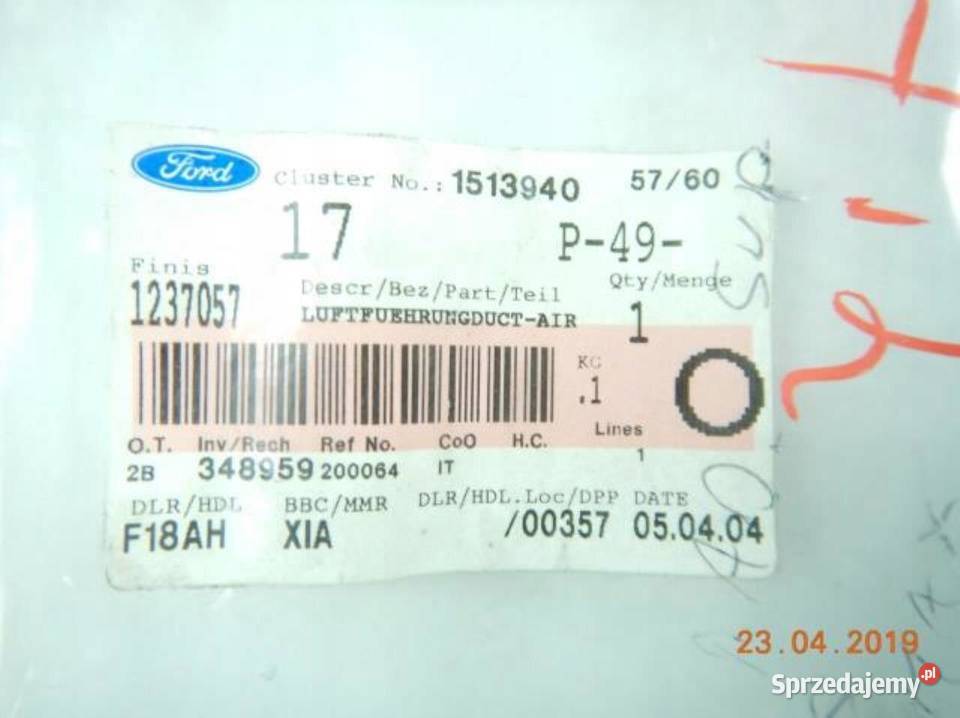 Ford Cluster No.: 1513940 57/60
17 P-49-
Finis Descr/Bez/Part/Teil Qty/Menge
1237057 LUFTFUEHRUNGDUCT-AIR 1
KG
.1
Lines
O.T. Inv/Rech Ref No. CoO H.C. 1
2B 348959 200064 IT
DLR/HDL BBC/MMR DLR/HDL.Loc/DPP DATE
F18AH XIA /00357 05.04.04
23.04.2019
Sprzedajemy.pl